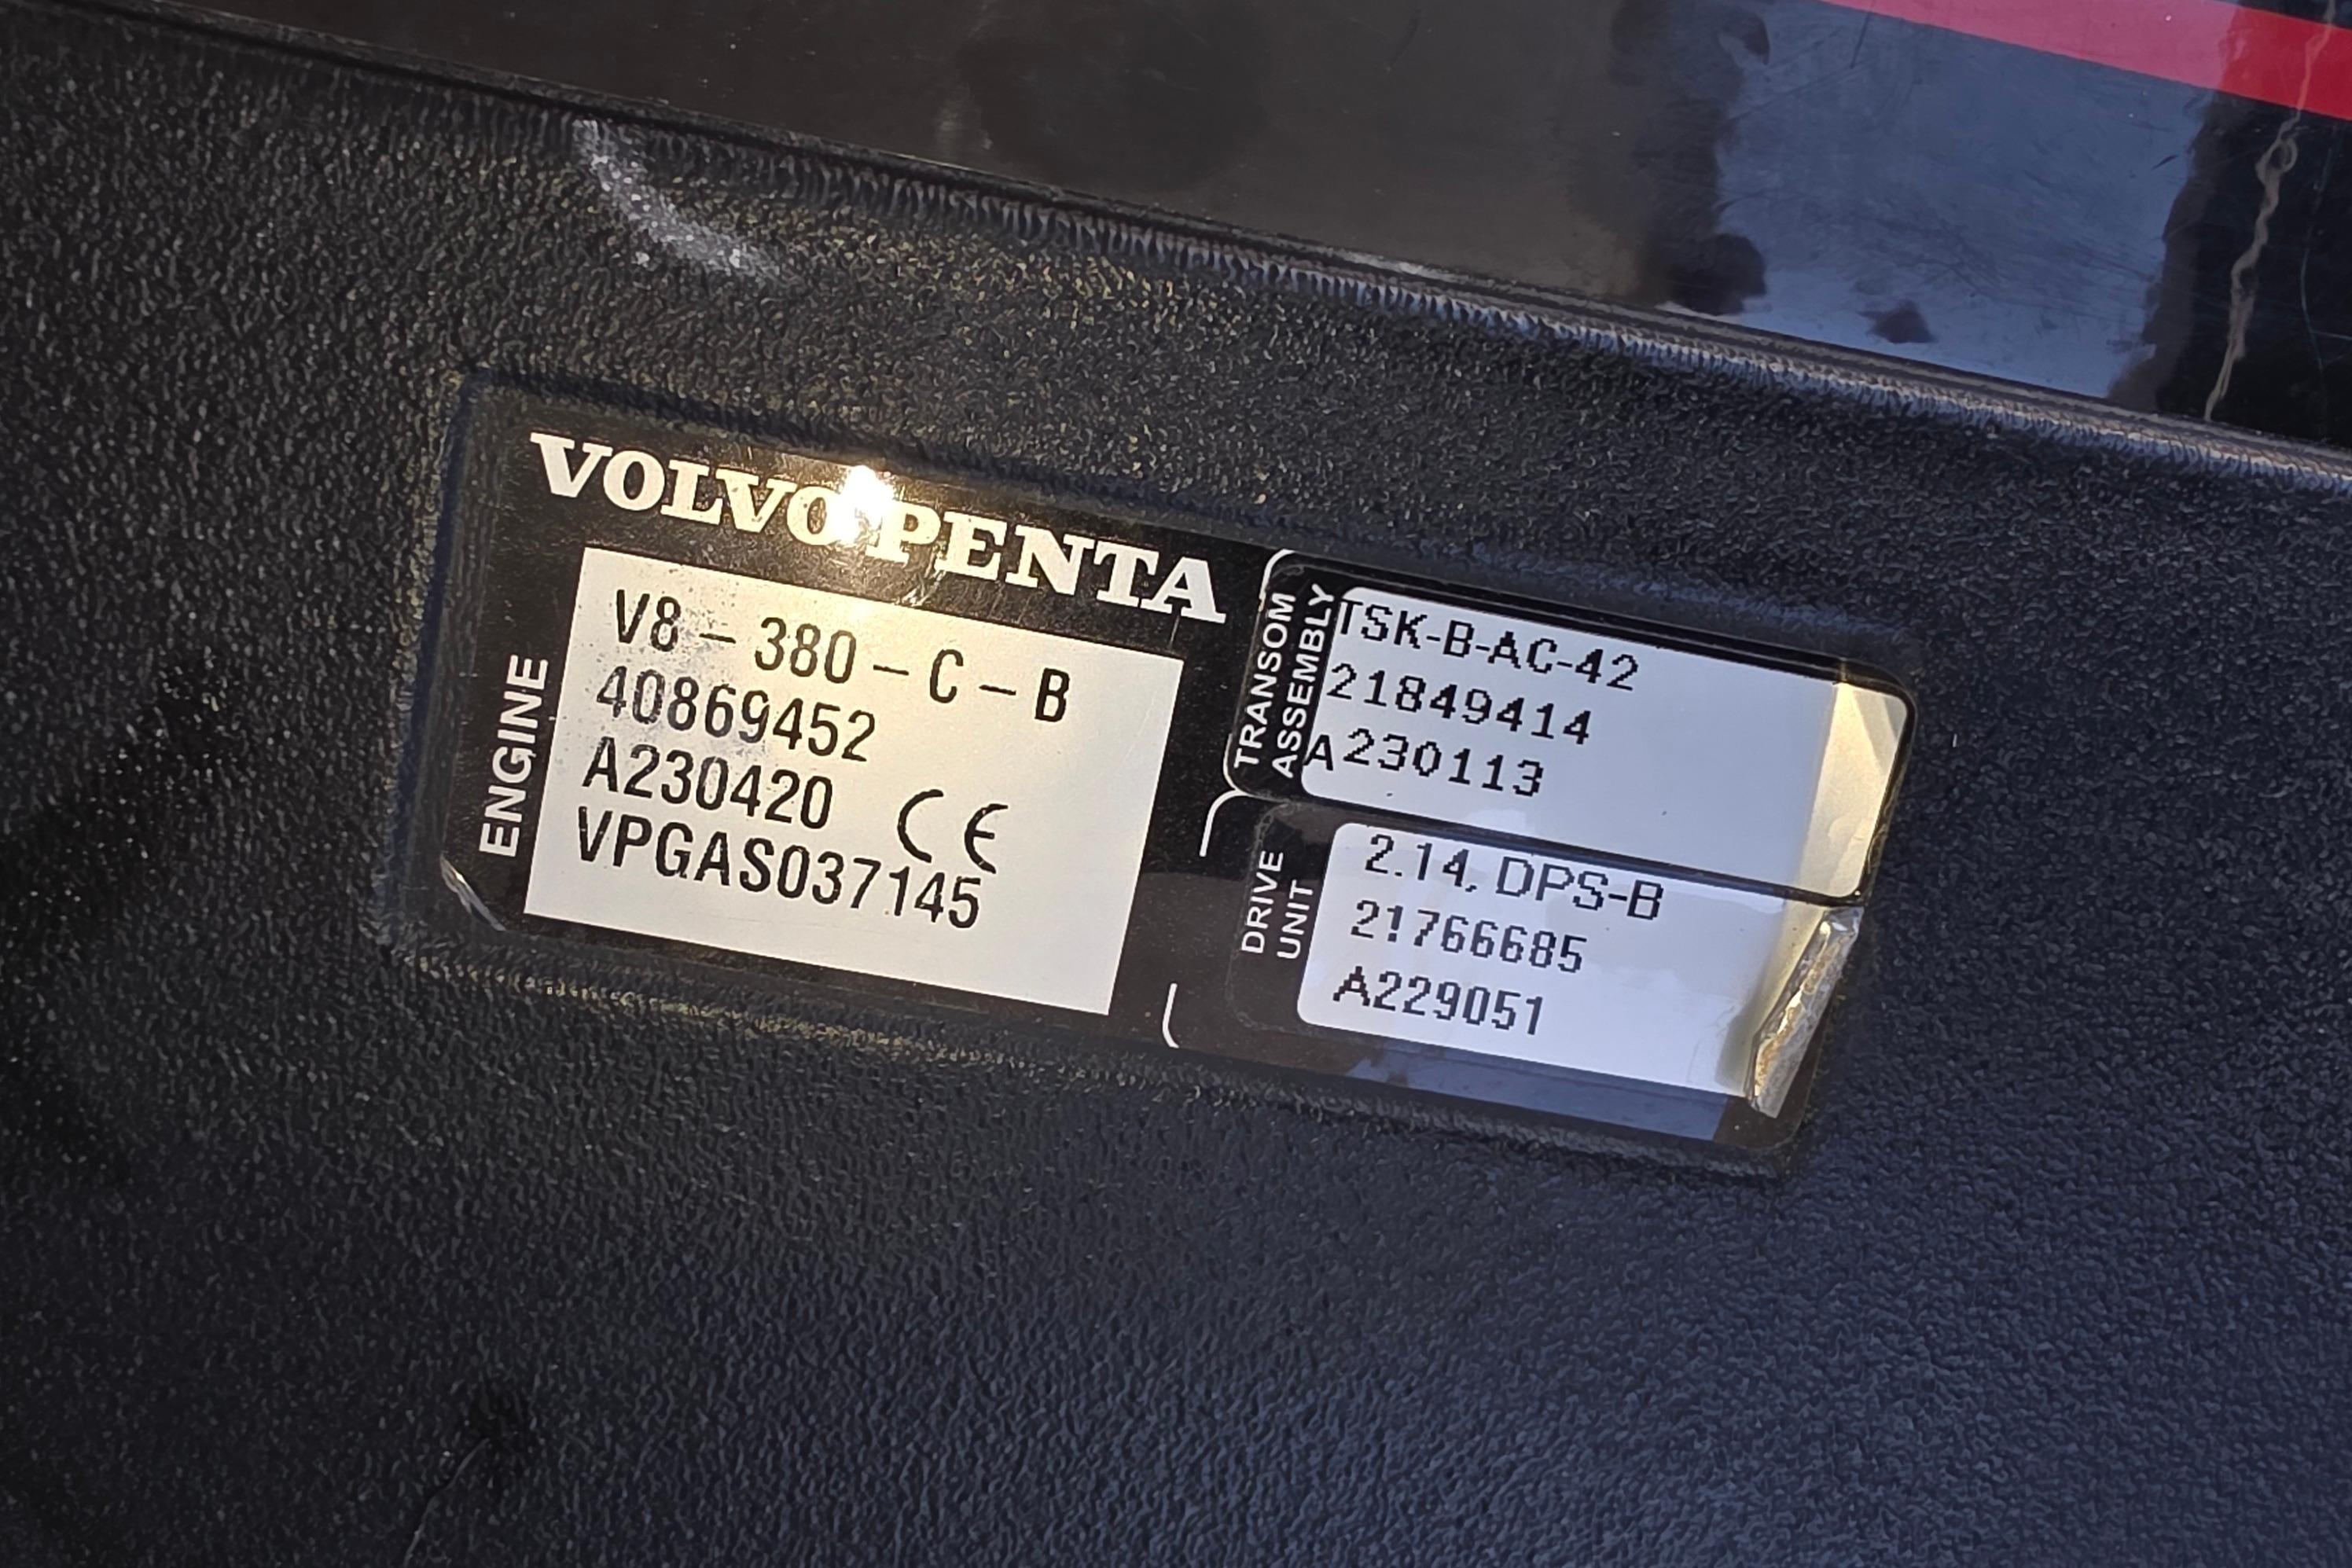 VOLVO PENTA
ENGINE
V8-380-C-B
40869452
A230420 CE
VPGAS037145
TRANSOM
ASSEMBLY
TSK-B-AC-42
21849414
A230113
DRIVE
UNIT
2.14, DPS-B
21766685
A229051